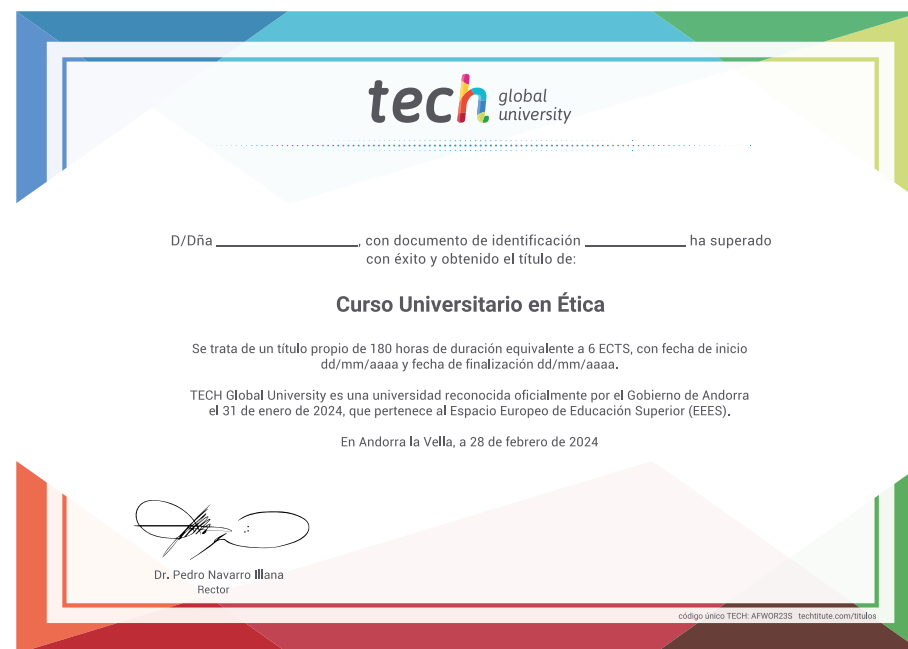 tech global university
D/Dña ____________________, con documento de identificación ______________ ha superado
con éxito y obtenido el título de:
Curso Universitario en Ética
Se trata de un título propio de 180 horas de duración equivalente a 6 ECTS, con fecha de inicio
dd/mm/aaaa y fecha de finalización dd/mm/aaaa.
TECH Global University es una universidad reconocida oficialmente por el Gobierno de Andorra
el 31 de enero de 2024, que pertenece al Espacio Europeo de Educación Superior (EEES).
En Andorra la Vella, a 28 de febrero de 2024
Dr. Pedro Navarro Illana
Rector
código único TECH: AFWOR23S techtitute.com/titulos